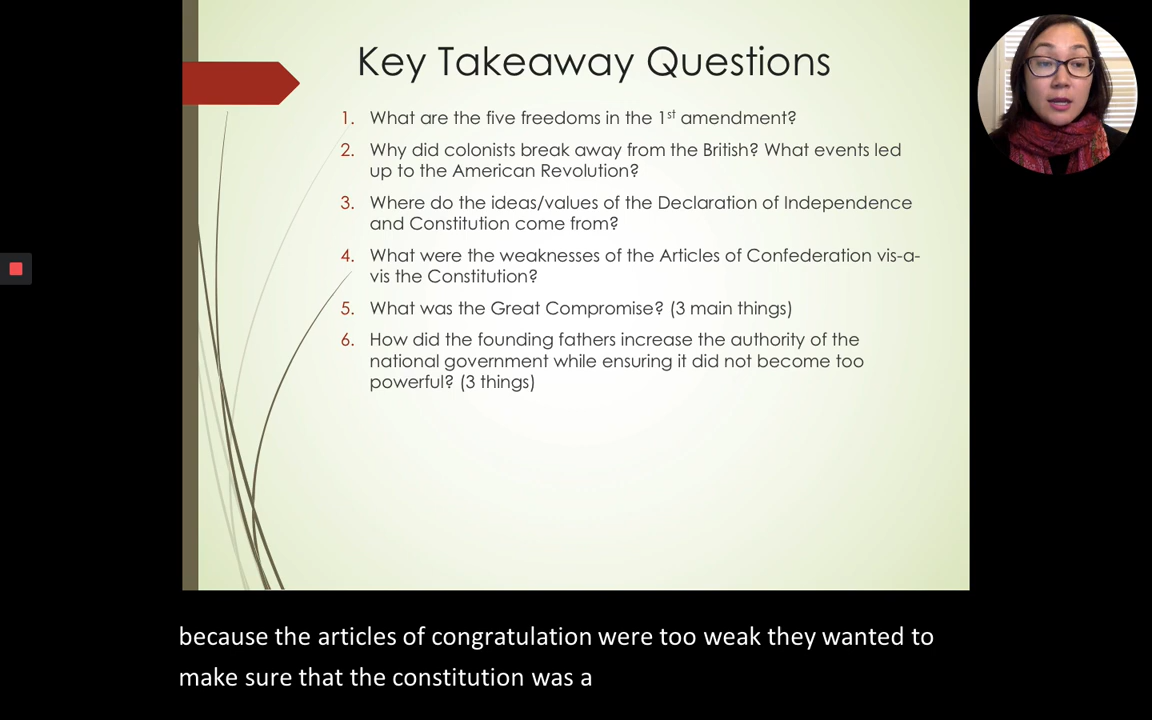 Key Takeaway Questions
1. What are the five freedoms in the 1st amendment?
2. Why did colonists break away from the British? What events led
up to the American Revolution?
3. Where do the ideas/values of the Declaration of Independence
and Constitution come from?
4. What were the weaknesses of the Articles of Confederation vis-a-
vis the Constitution?
5. What was the Great Compromise? (3 main things)
6. How did the founding fathers increase the authority of the
national government while ensuring it did not become too
powerful? (3 things)
because the articles of congratulation were too weak they wanted to
make sure that the constitution was a